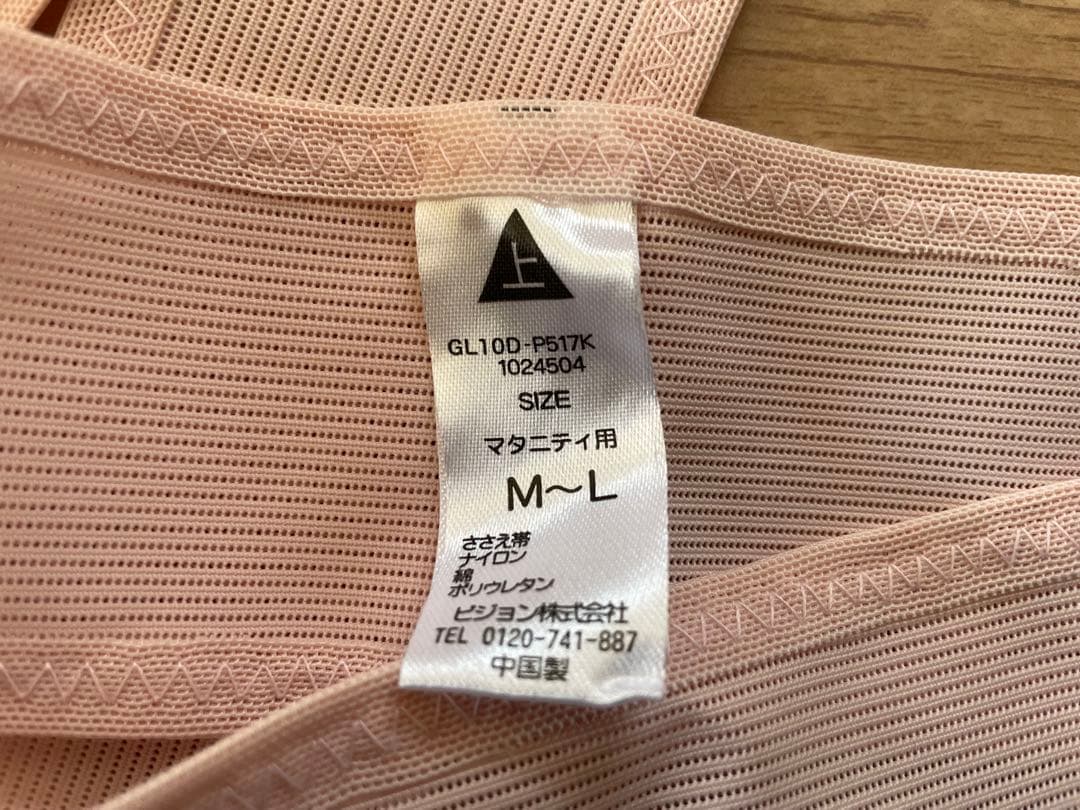 上
GL10D-P517K
1024504
SIZE
マタニティ用
M～L
ささえ帯
ナイロン
綿
ポリウレタン
ピジョン株式会社
TEL 0120-741-887
中国製